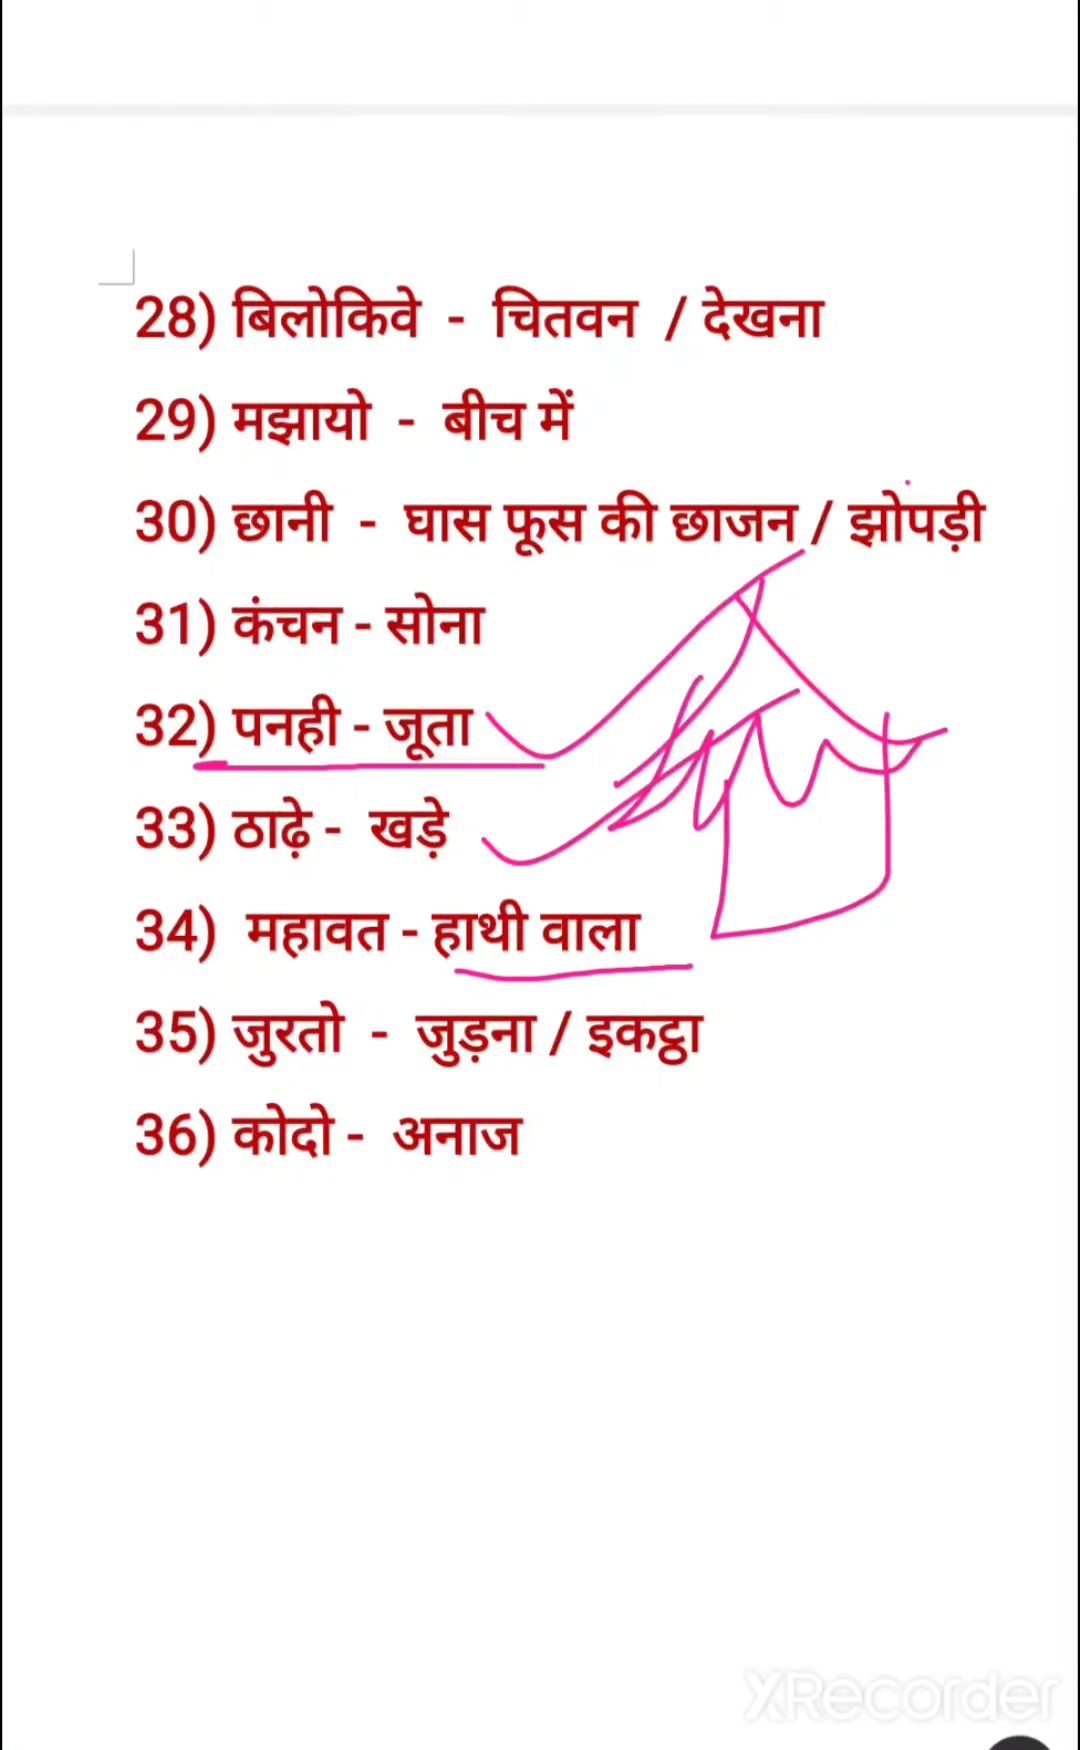 28) बिलोकिवे - चितवन / देखना
29) मझायो - बीच में
30) छानी - घास फूस की छाजन / झोपड़ी
31) कंचन - सोना
32) पनही - जूता
33) ठाढ़े - खड़े
34) महावत - हाथी वाला
35) जुरतो - जुड़ना / इकट्ठा
36) कोदो - अनाज
XRecorder